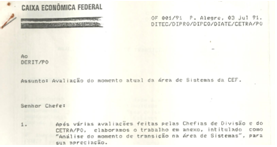 CAIXA ECONÔMICA FEDERAL
OF 001/91 P. Alegre, 03 jul 91.
DITEC/DIPRO/DIPCO/DIATE/CETRA/PO
Ao
DERIT/PO
Assunto: Avaliação do momento atual da Área de Sistemas da CEF.
Senhor Chefe:
1. Após várias avaliações feitas pelas Chefias de Divisão e do
CETRA/PO, elaboramos o trabalho em anexo, intitulado como
"Análise do momento de transição na Área de Sistemas", para
sua apreciação.